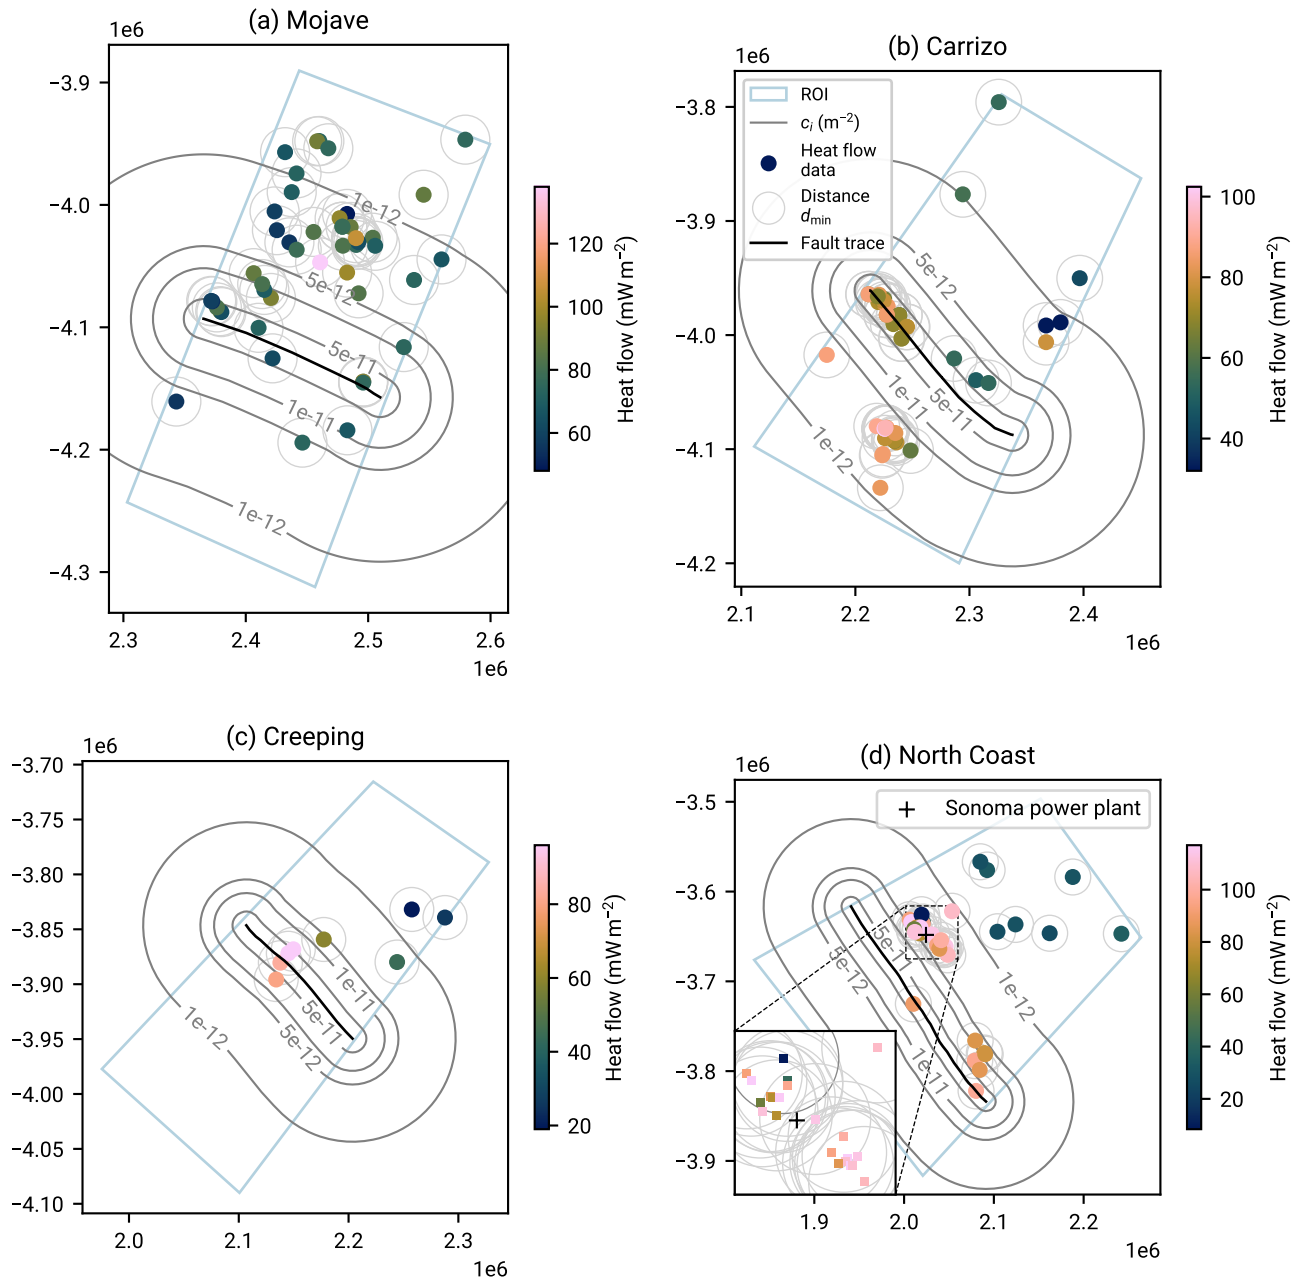 (a) Mojave
1e6
−3.9
−4.0
−4.1
−4.2
−4.3
2.3
2.4
2.5
2.6
1e6
1e-12
5e-12
5e-11
1e-11
1e-12
120
100
80
60
Heat flow (mW m⁻²)
(b) Carrizo
1e6
−3.8
−3.9
−4.0
−4.1
−4.2
2.1
2.2
2.3
2.4
1e6
ROI
cᵢ (m⁻²)
Heat flow
data
Distance
d_min
Fault trace
5e-12
5e-11
1e-11
1e-12
100
80
60
40
Heat flow (mW m⁻²)
(c) Creeping
1e6
−3.70
−3.75
−3.80
−3.85
−3.90
−3.95
−4.00
−4.05
−4.10
2.0
2.1
2.2
2.3
1e6
1e-11
5e-11
5e-12
1e-12
80
60
40
20
Heat flow (mW m⁻²)
(d) North Coast
1e6
−3.5
−3.6
−3.7
−3.8
−3.9
1.9
2.0
2.1
2.2
1e6
Sonoma power plant
5e-11
5e-12
1e-12
1e-11
100
80
60
40
20
Heat flow (mW m⁻²)